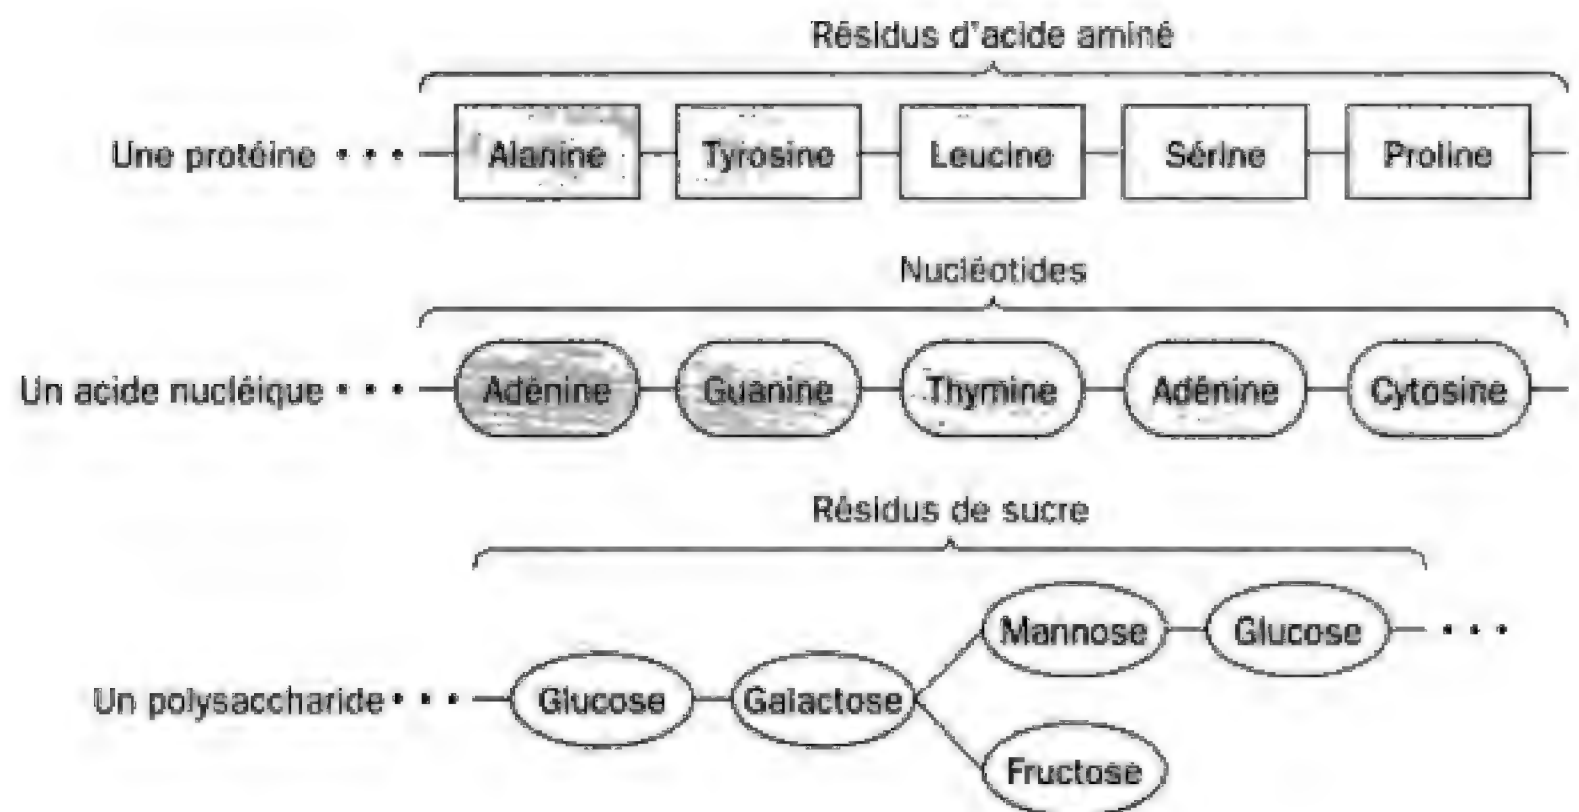 Résidus d'acide aminé
Une protéine • • • Alanine Tyrosine Leucine Sérine Proline
Nucléotides
Un acide nucléique • • • Adénine Guanine Thymine Adénine Cytosine
Résidus de sucre
Mannose Glucose • • •
Un polysaccharide • • • Glucose Galactose
Fructose